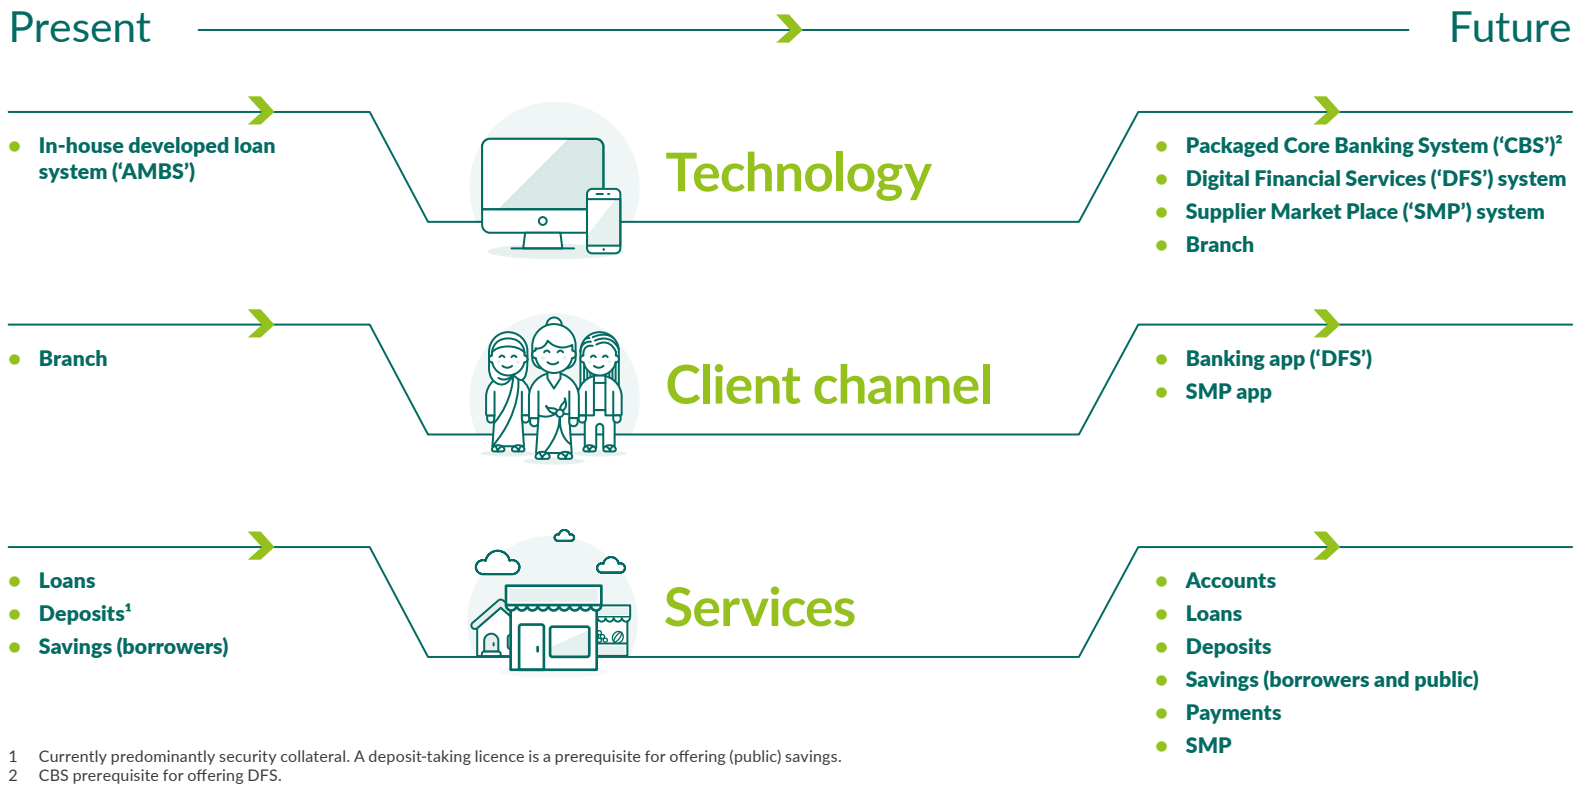 Present
Future
In-house developed loan
system (‘AMBS’)
Technology
Packaged Core Banking System (‘CBS’)²
Digital Financial Services (‘DFS’) system
Supplier Market Place (‘SMP’) system
Branch
Branch
Client channel
Banking app (‘DFS’)
SMP app
Loans
Deposits¹
Savings (borrowers)
Services
Accounts
Loans
Deposits
Savings (borrowers and public)
Payments
SMP
1 Currently predominantly security collateral. A deposit-taking licence is a prerequisite for offering (public) savings.
2 CBS prerequisite for offering DFS.